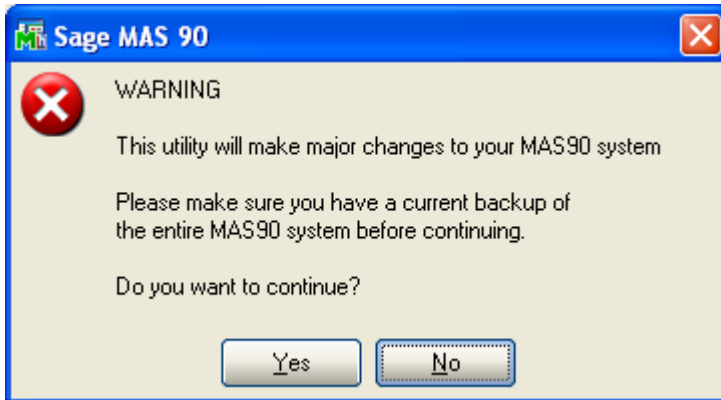 Sage MAS 90
WARNING
This utility will make major changes to your MAS90 system
Please make sure you have a current backup of
the entire MAS90 system before continuing.
Do you want to continue?
Yes No